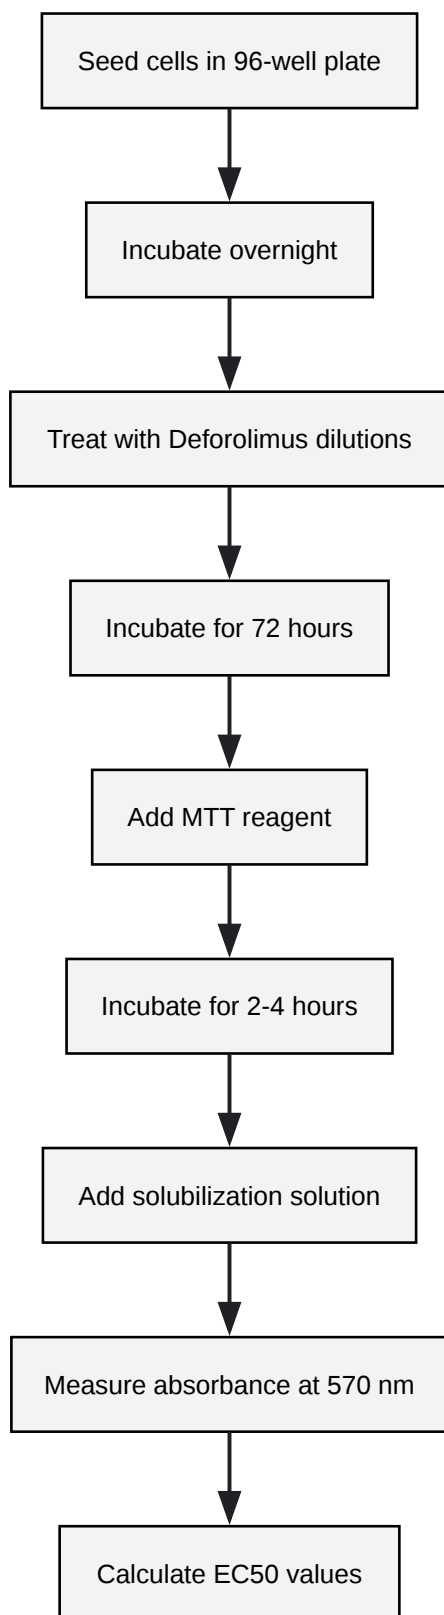 Seed cells in 96-well plate
Incubate overnight
Treat with Deforolimus dilutions
Incubate for 72 hours
Add MTT reagent
Incubate for 2-4 hours
Add solubilization solution
Measure absorbance at 570 nm
Calculate EC50 values